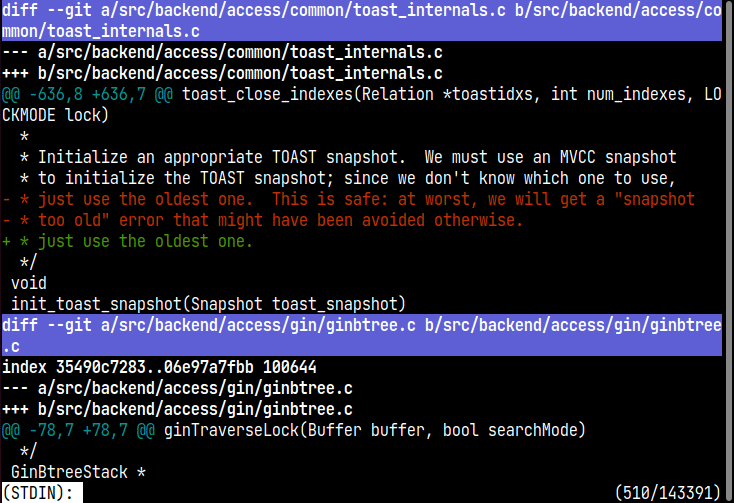 diff --git a/src/backend/access/common/toast_internals.c b/src/backend/access/co
mmon/toast_internals.c
--- a/src/backend/access/common/toast_internals.c
+++ b/src/backend/access/common/toast_internals.c
@@ -636,8 +636,7 @@ toast_close_indexes(Relation *toastidxs, int num_indexes, LO
CKMODE lock)
  *
  * Initialize an appropriate TOAST snapshot.  We must use an MVCC snapshot
  * to initialize the TOAST snapshot; since we don't know which one to use,
- * just use the oldest one.  This is safe: at worst, we will get a "snapshot
- * too old" error that might have been avoided otherwise.
+ * just use the oldest one.
  */
 void
 init_toast_snapshot(Snapshot toast_snapshot)
diff --git a/src/backend/access/gin/ginbtree.c b/src/backend/access/gin/ginbtree
.c
index 35490c7283..06e97a7fbb 100644
--- a/src/backend/access/gin/ginbtree.c
+++ b/src/backend/access/gin/ginbtree.c
@@ -78,7 +78,7 @@ ginTraverseLock(Buffer buffer, bool searchMode)
  */
 GinBtreeStack *
(STDIN): (510/143391)